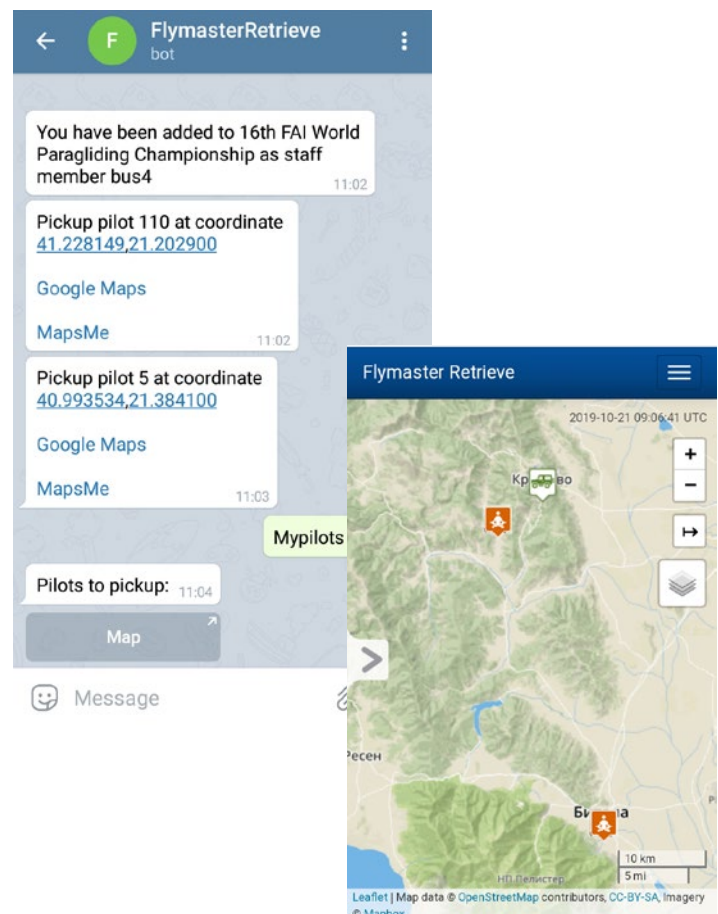 F
FlymasterRetrieve
bot
You have been added to 16th FAI World
Paragliding Championship as staff
member bus4
11:02
Pickup pilot 110 at coordinate
41.228149,21.202900
Google Maps
MapsMe
11:02
Pickup pilot 5 at coordinate
40.993534,21.384100
Google Maps
MapsMe
11:03
Mypilots
Pilots to pickup: 11:04
Map
Message
Flymaster Retrieve
2019-10-21 09:06:41 UTC
+
−
10 km
5 mi
НП Пелистер
Leaflet | Map data © OpenStreetMap contributors, CC-BY-SA, Imagery
© Mapbox